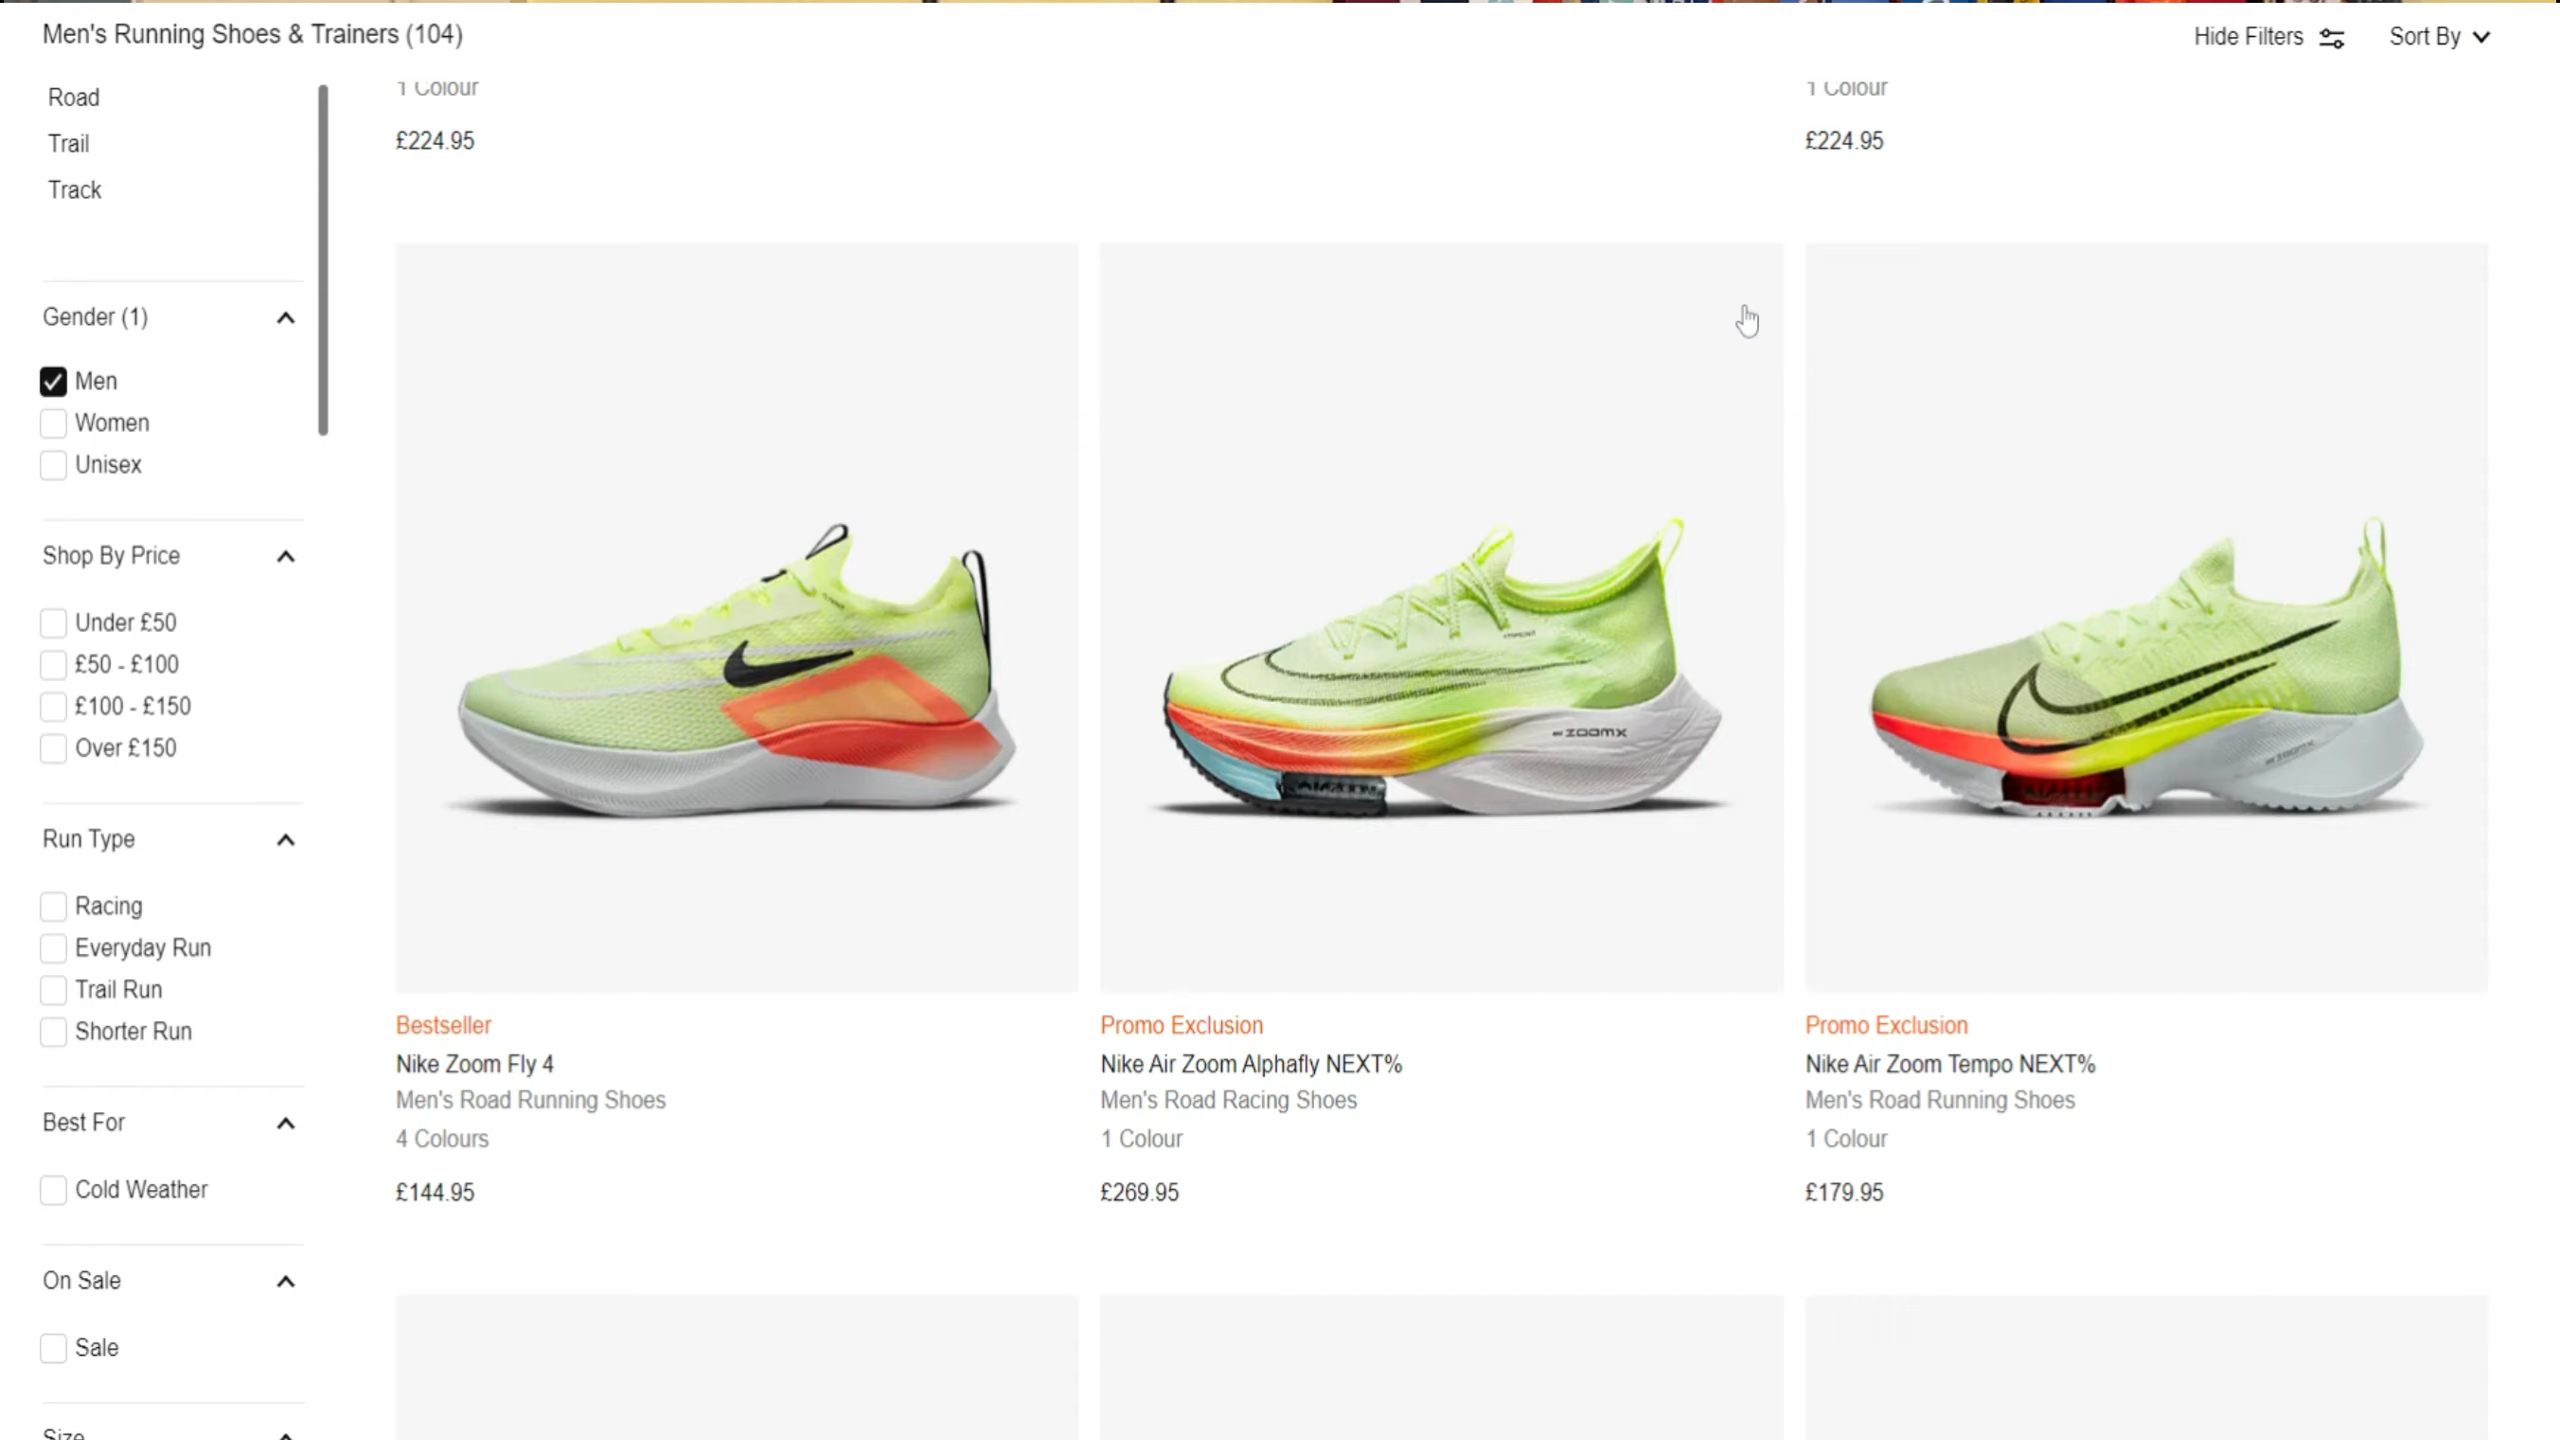 Men's Running Shoes & Trainers (104)
Hide Filters
Sort By
Road
Trail
Track
Gender (1)
Men
Women
Unisex
Shop By Price
Under £50
£50 - £100
£100 - £150
Over £150
Run Type
Racing
Everyday Run
Trail Run
Shorter Run
Best For
Cold Weather
On Sale
Sale
Size
1 Colour
£224.95
1 Colour
£224.95
ZOOMX
Bestseller
Nike Zoom Fly 4
Men's Road Running Shoes
4 Colours
£144.95
Promo Exclusion
Nike Air Zoom Alphafly NEXT%
Men's Road Racing Shoes
1 Colour
£269.95
Promo Exclusion
Nike Air Zoom Tempo NEXT%
Men's Road Running Shoes
1 Colour
£179.95